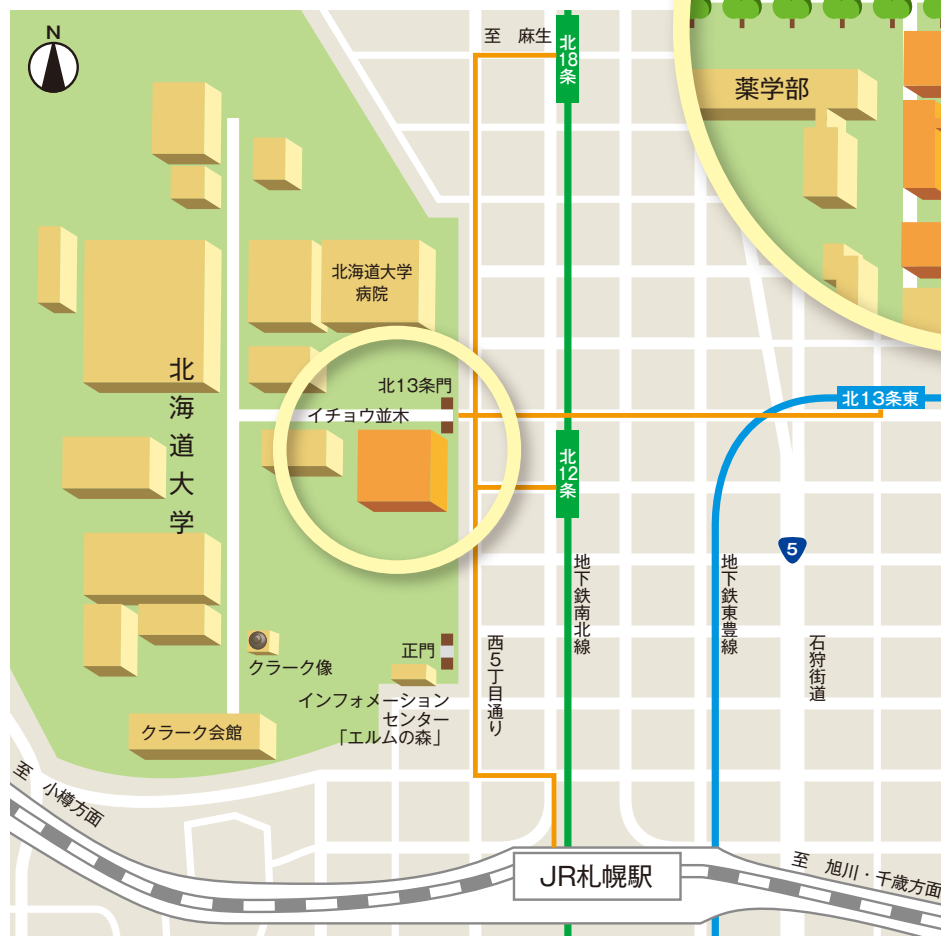 N
至 麻生
北18条
薬学部
北海道大学
病院
北13条門
イチョウ並木
北13条東
北海道大学
北12条
5
地下鉄南北線
地下鉄東豊線
石狩街道
西5丁目通り
正門
クラーク像
インフォメーション
センター
「エルムの森」
クラーク会館
至 小樽方面
JR札幌駅
至 旭川・千歳方面